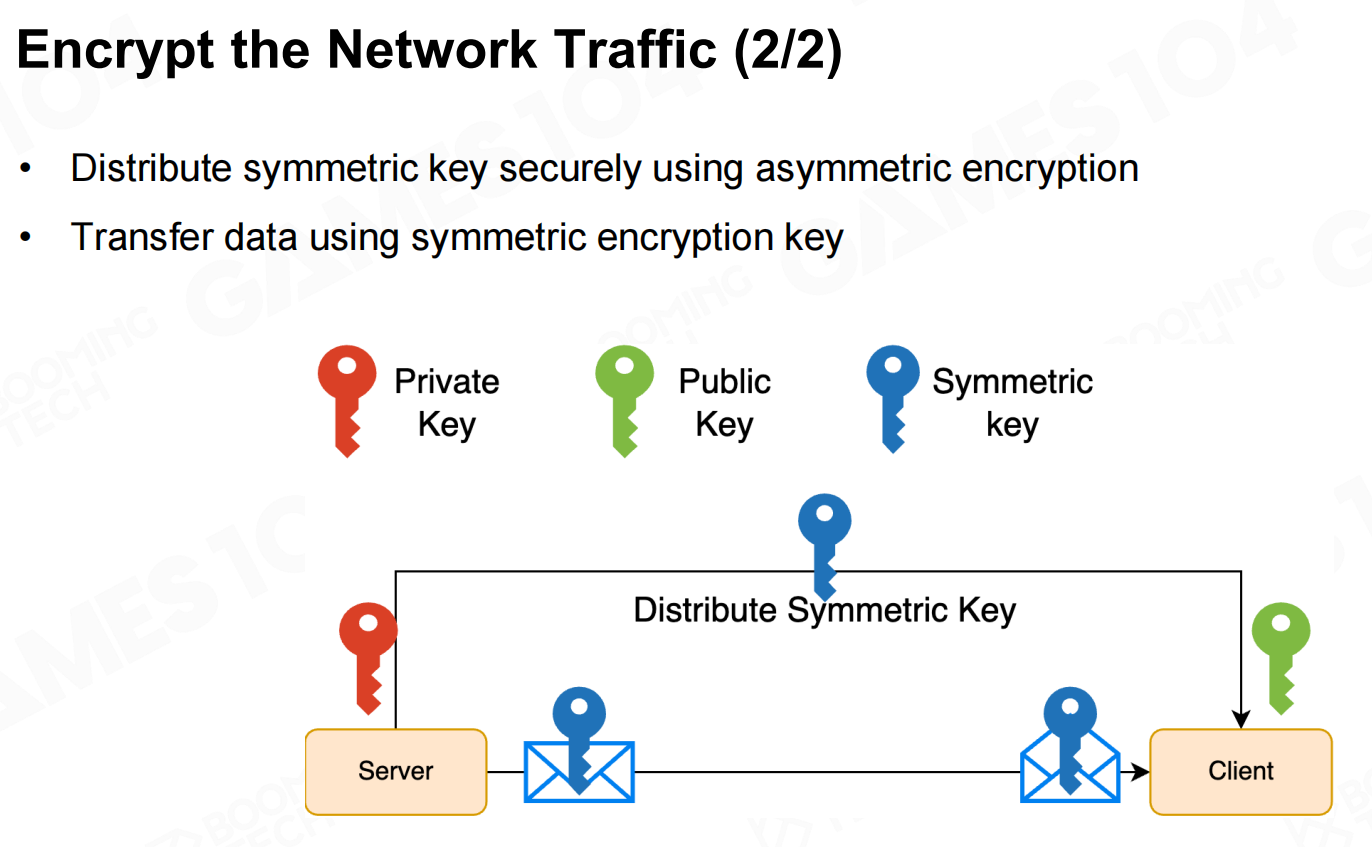 Encrypt the Network Traffic (2/2)
• Distribute symmetric key securely using asymmetric encryption
• Transfer data using symmetric encryption key
Private
Key
Public
Key
Symmetric
key
Distribute Symmetric Key
Server
Client
GAMES104
BOOMING
TECH